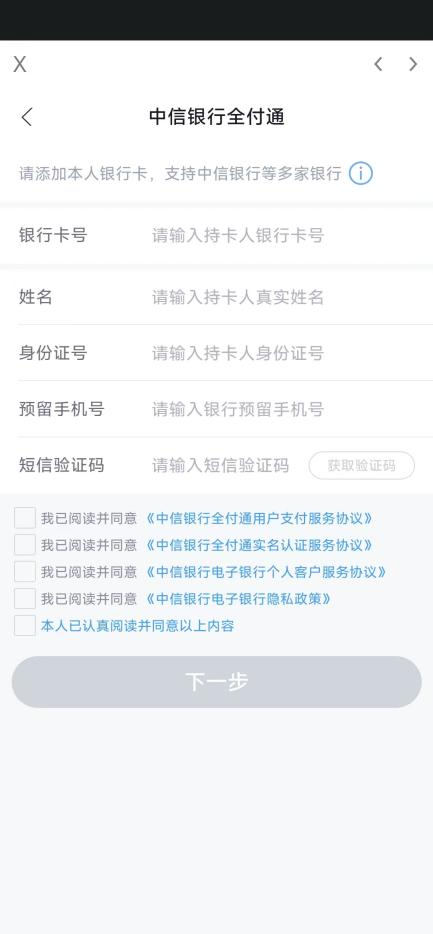 X
中信银行全付通
请添加本人银行卡，支持中信银行等多家银行
银行卡号 请输入持卡人银行卡号
姓名 请输入持卡人真实姓名
身份证号 请输入持卡人身份证号
预留手机号 请输入银行预留手机号
短信验证码 请输入短信验证码 获取验证码
我已阅读并同意《中信银行全付通用户支付服务协议》
我已阅读并同意《中信银行全付通实名认证服务协议》
我已阅读并同意《中信银行电子银行个人客户服务协议》
我已阅读并同意《中信银行电子银行隐私政策》
本人已认真阅读并同意以上内容
下一步